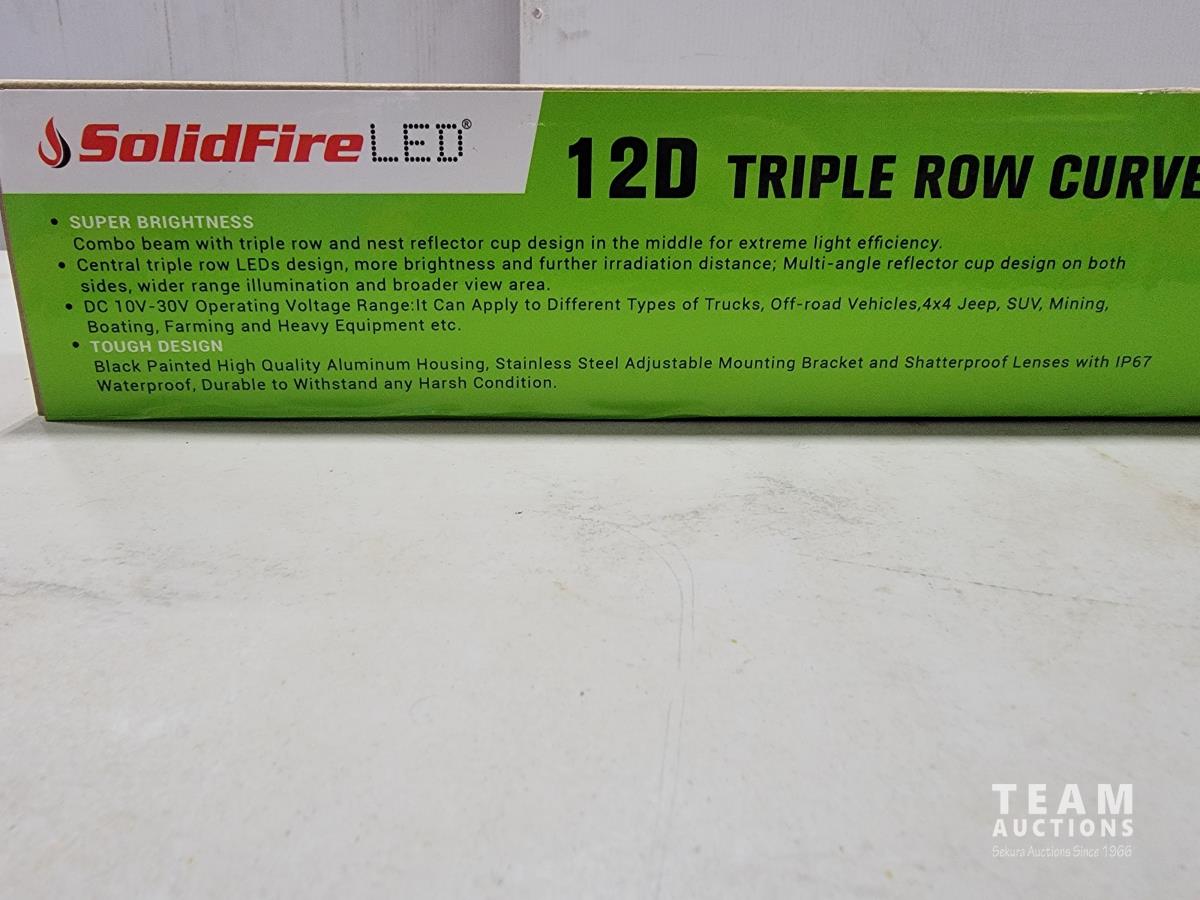 SolidFire LED®
12D TRIPLE ROW CURVE
• SUPER BRIGHTNESS
Combo beam with triple row and nest reflector cup design in the middle for extreme light efficiency.
• Central triple row LEDs design, more brightness and further irradiation distance; Multi-angle reflector cup design on both
sides, wider range illumination and broader view area.
• DC 10V-30V Operating Voltage Range:It Can Apply to Different Types of Trucks, Off-road Vehicles,4x4 Jeep, SUV, Mining,
Boating, Farming and Heavy Equipment etc.
• TOUGH DESIGN
Black Painted High Quality Aluminum Housing, Stainless Steel Adjustable Mounting Bracket and Shatterproof Lenses with IP67
Waterproof, Durable to Withstand any Harsh Condition.
TEAM
AUCTIONS
Sekura Auctions Since 1966